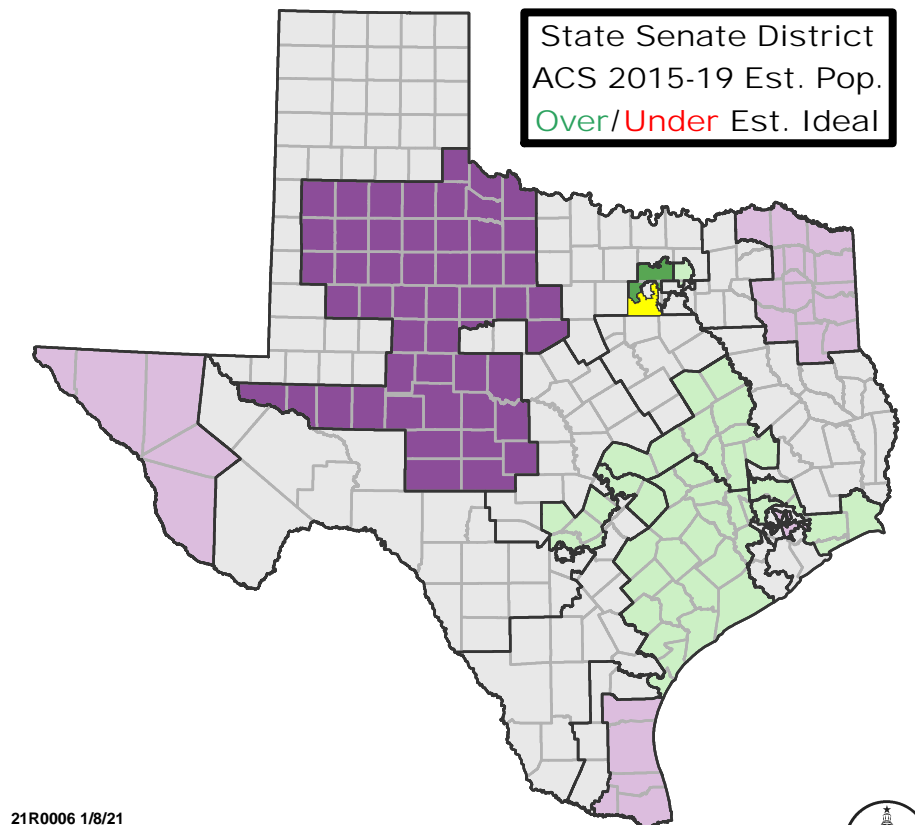 State Senate District
ACS 2015-19 Est. Pop.
Over/Under Est. Ideal
21R0006 1/8/21